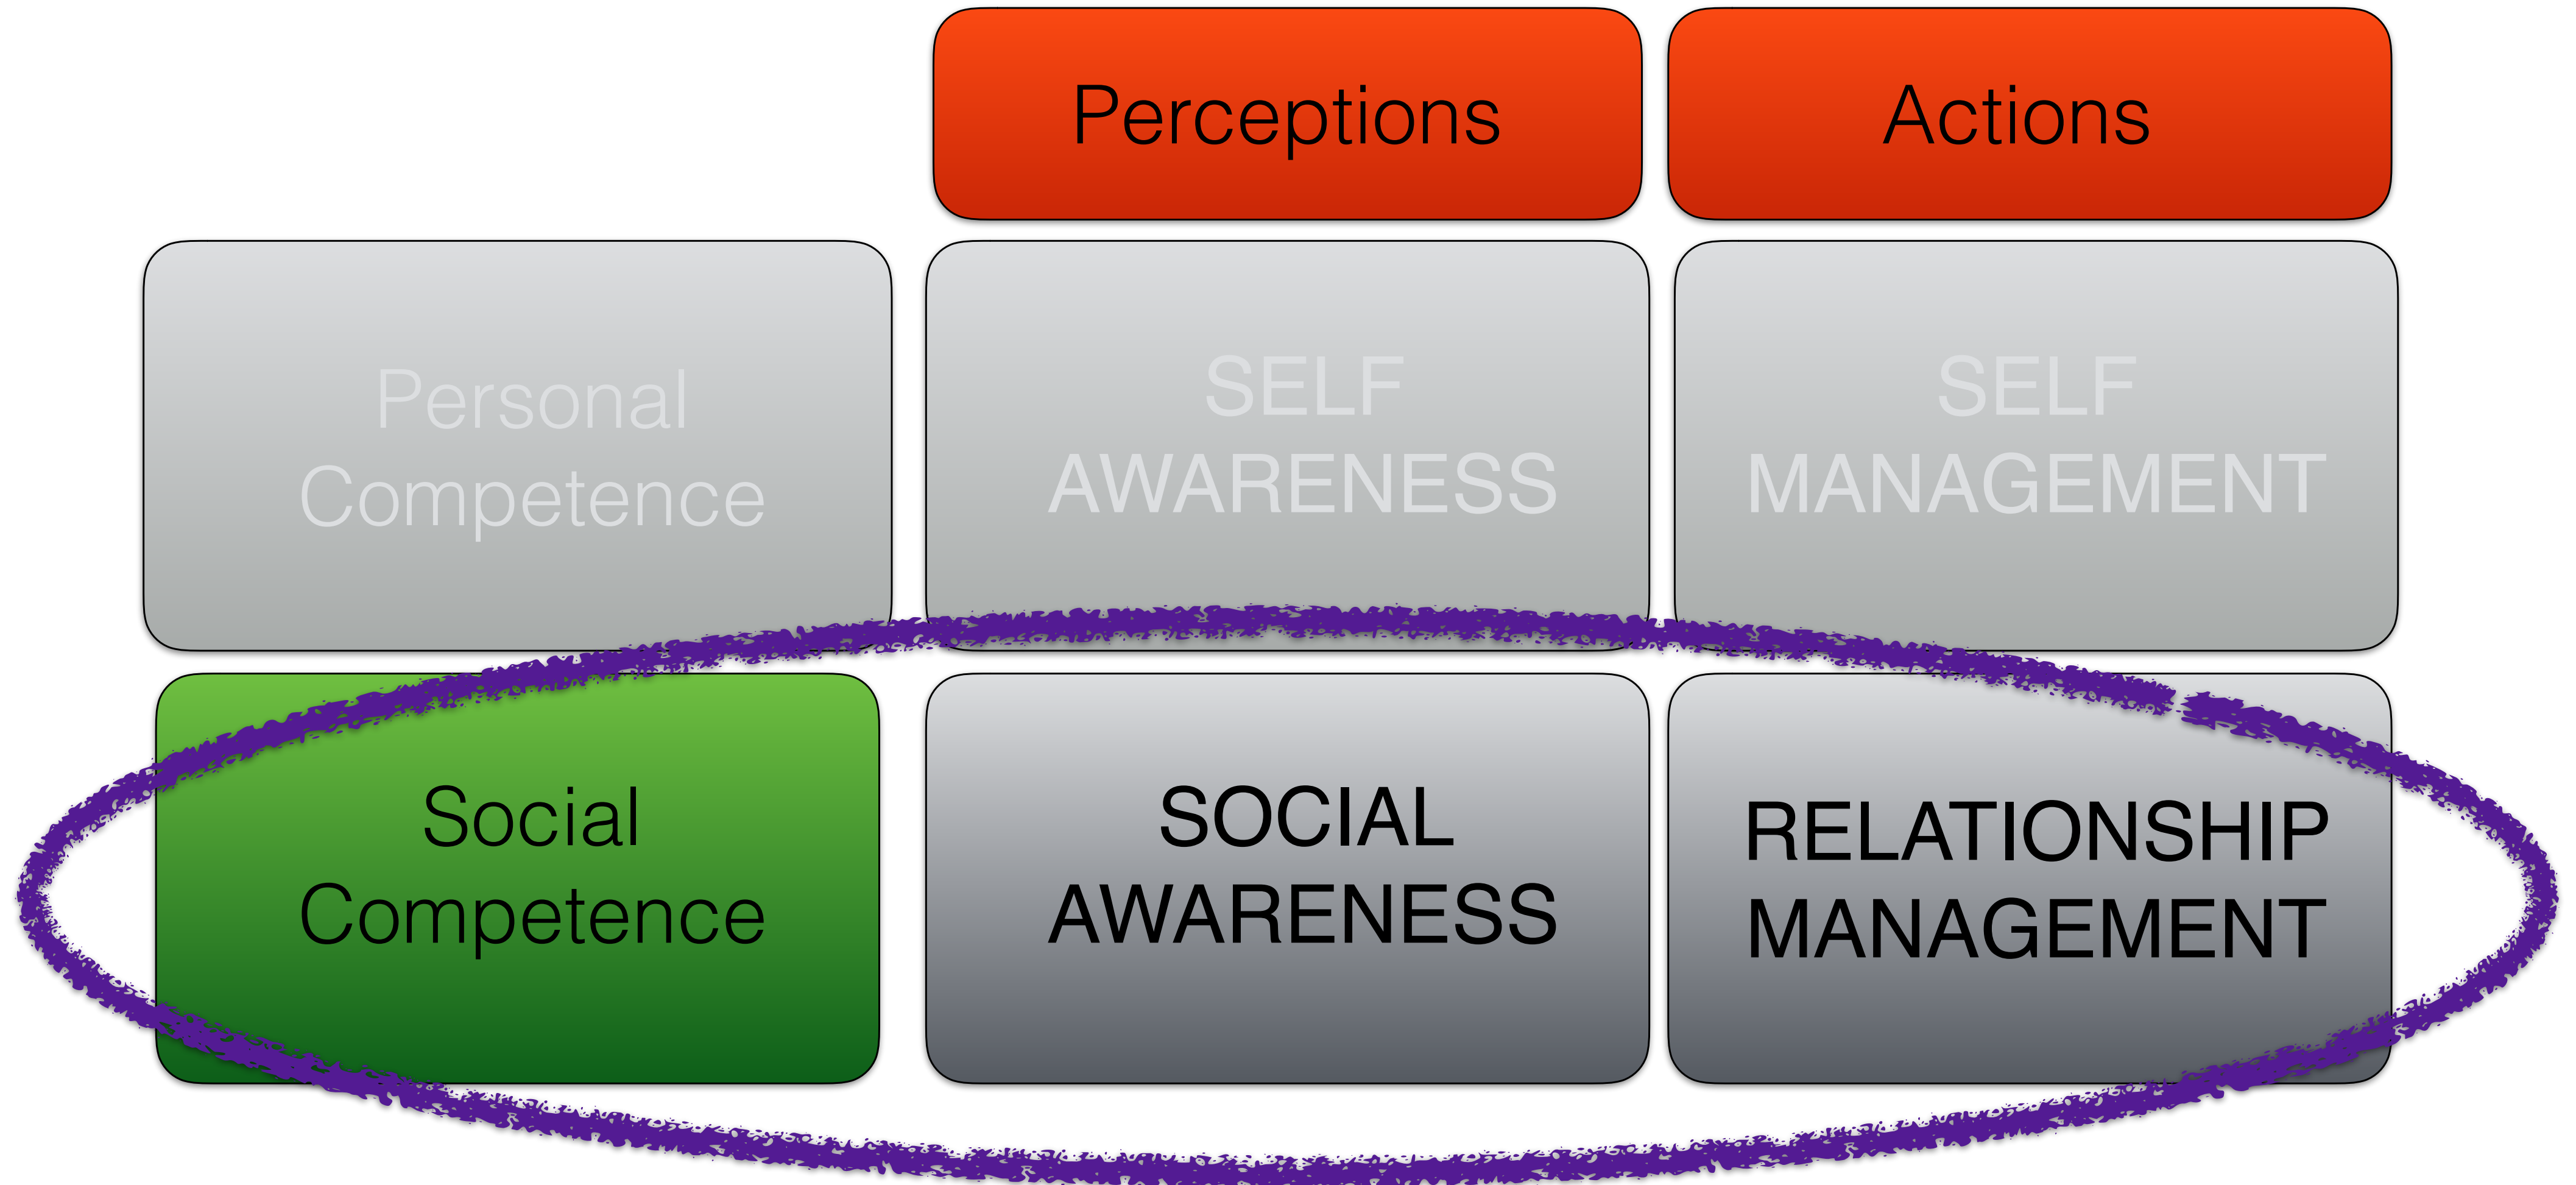 Perceptions
Actions
Personal
Competence
SELF
AWARENESS
SELF
MANAGEMENT
Social
Competence
SOCIAL
AWARENESS
RELATIONSHIP
MANAGEMENT